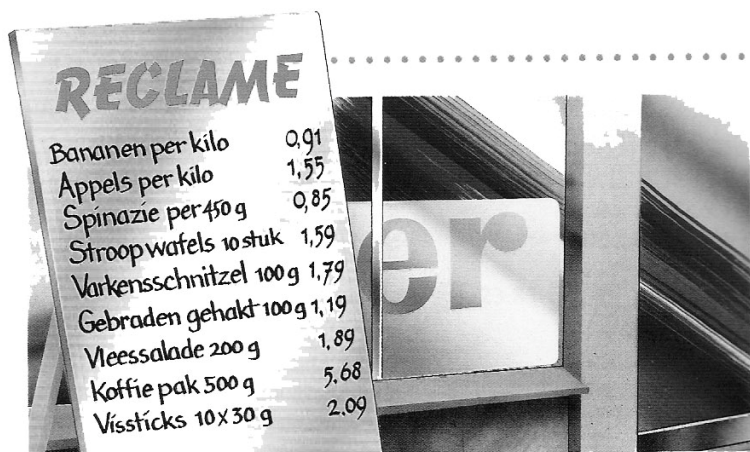 RECLAME
Bananen per kilo 0,91
Appels per kilo 1,55
Spinazie per 450 g 0,85
Stroopwafels 10 stuk 1,59
Varkensschnitzel 100 g 1,79
Gebraden gehakt 100 g 1,19
Vleessalade 200 g 1,89
Koffie pak 500 g 5.68
Vissticks 10 x 30 g 2.09
er